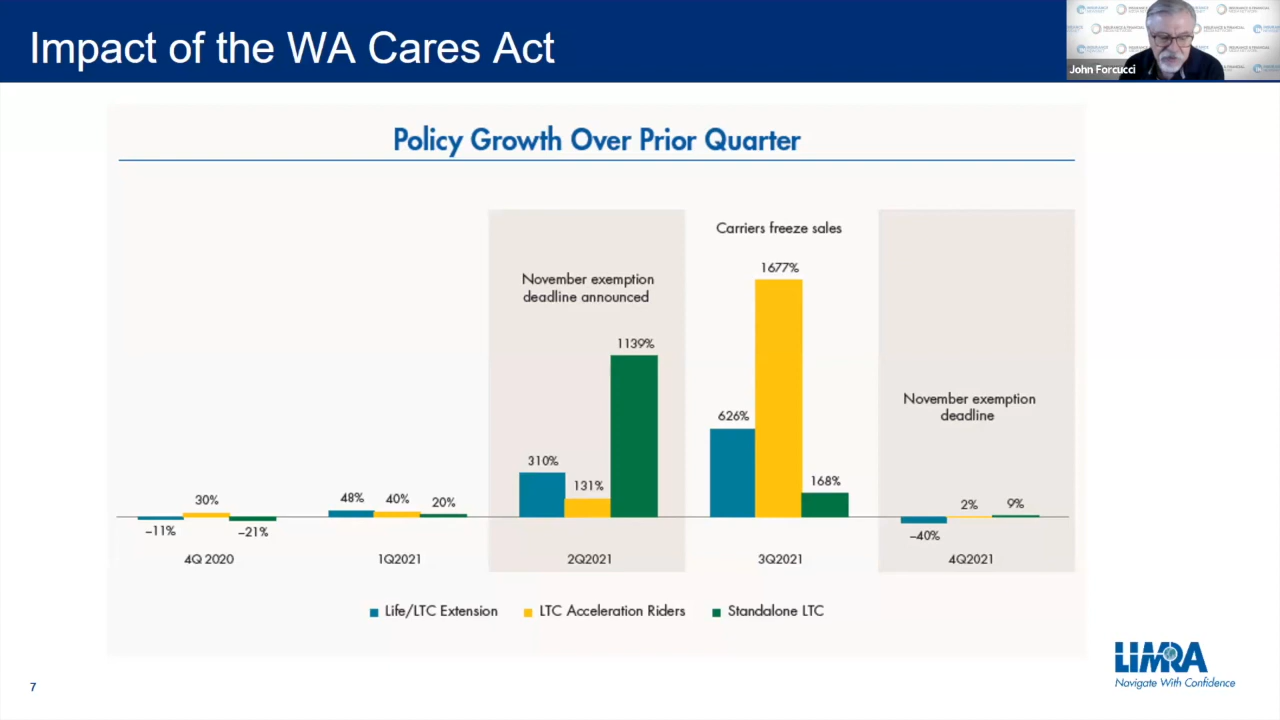 Impact of the WA Cares Act
John Forcucci
Policy Growth Over Prior Quarter
November exemption
deadline announced
Carriers freeze sales
November exemption
deadline
–11%
30%
–21%
48%
40%
20%
310%
131%
1139%
626%
1677%
168%
–40%
2%
9%
4Q 2020
1Q2021
2Q2021
3Q2021
4Q2021
Life/LTC Extension
LTC Acceleration Riders
Standalone LTC
LIMRA
Navigate With Confidence
7